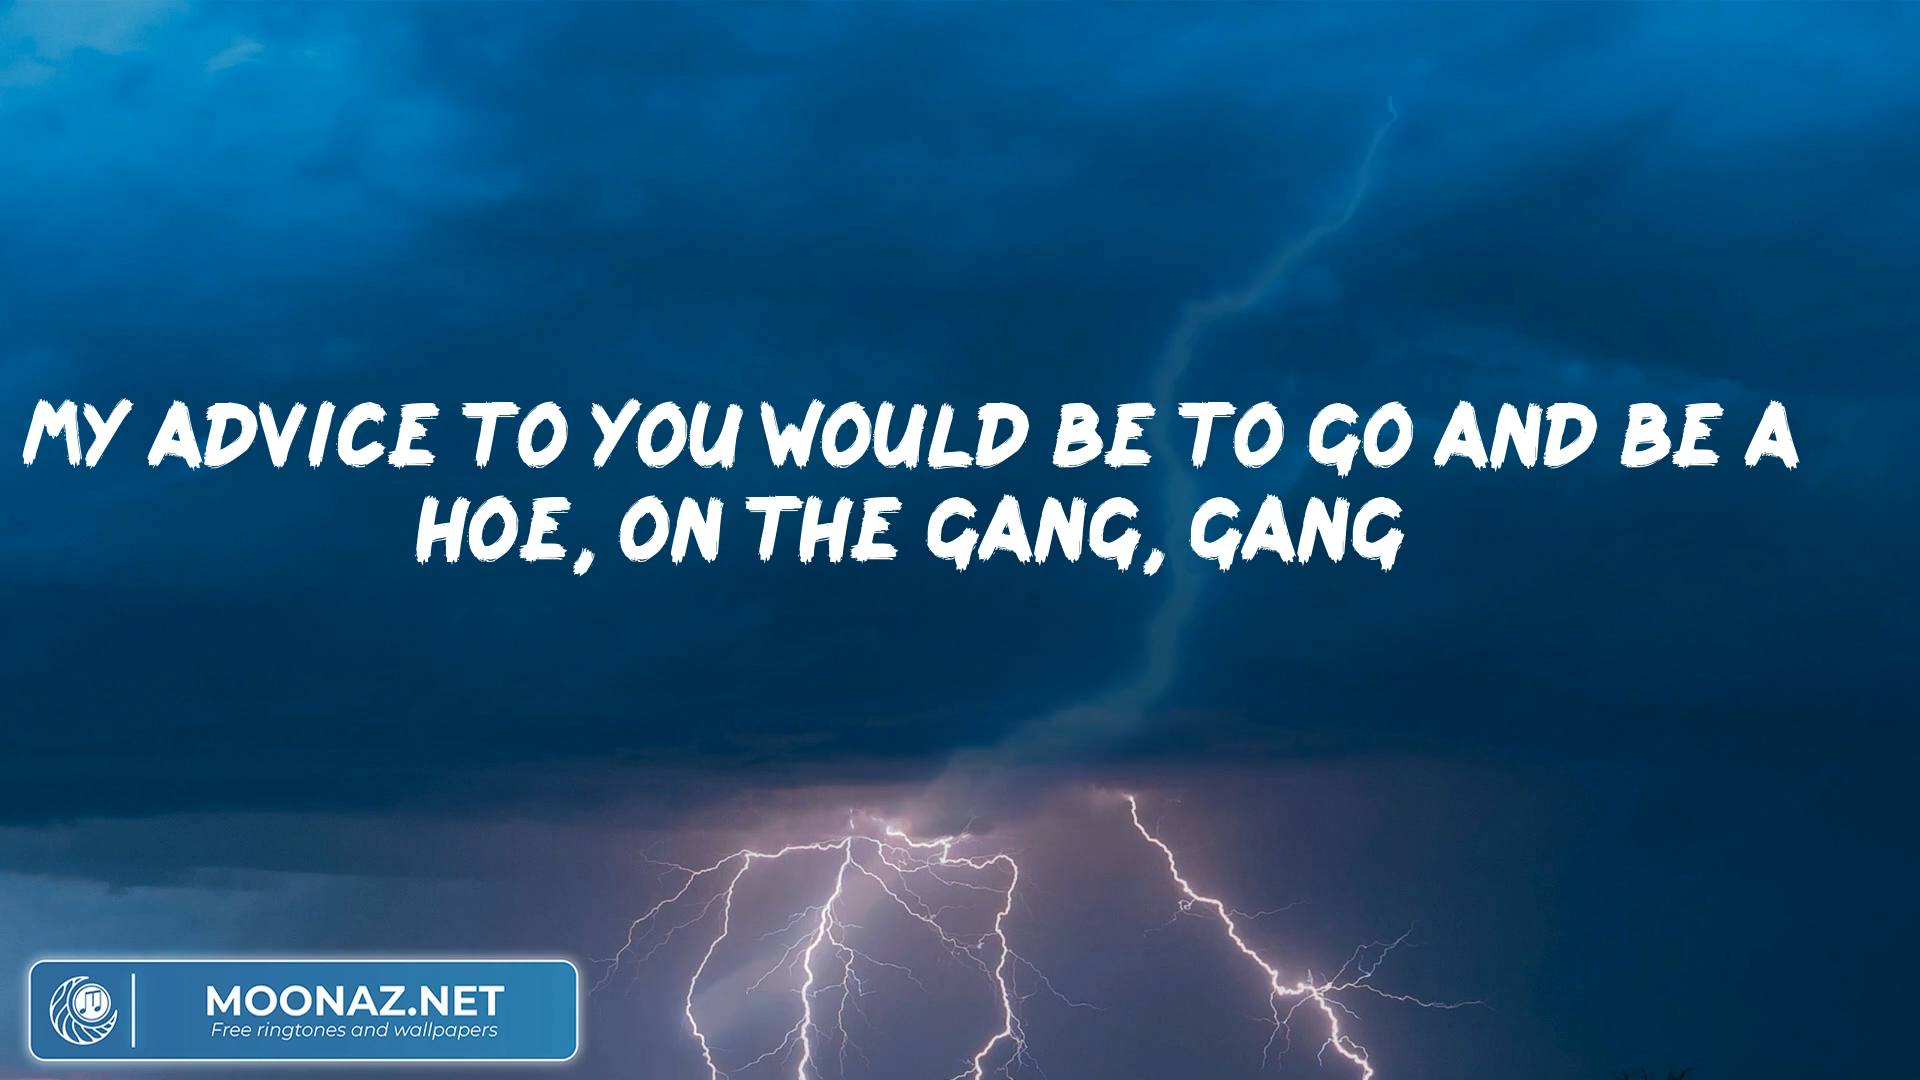 MY ADVICE TO YOU WOULD BE TO GO AND BE A
HOE, ON THE GANG, GANG
MOONAZ.NET
Free ringtones and wallpapers